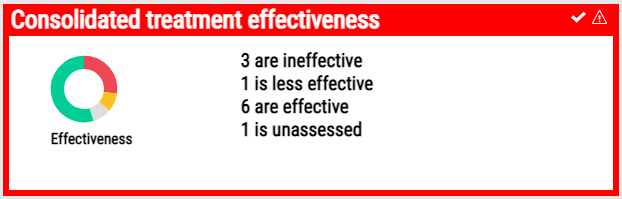 Consolidated treatment effectiveness
3 are ineffective
1 is less effective
6 are effective
1 is unassessed
Effectiveness